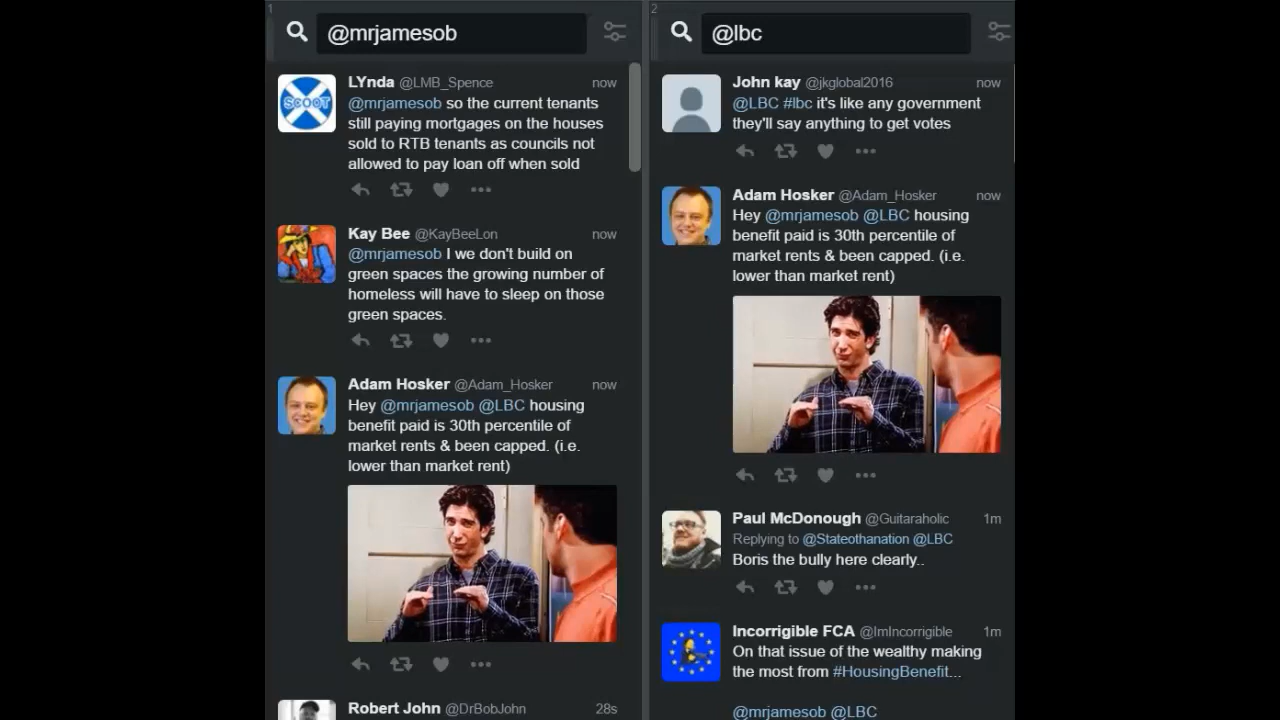 1
@mrjamesob
LYnda @LMB_Spence now
@mrjamesob so the current tenants
still paying mortgages on the houses
sold to RTB tenants as councils not
allowed to pay loan off when sold
SCOOT
Kay Bee @KayBeeLon now
@mrjamesob I we don't build on
green spaces the growing number of
homeless will have to sleep on those
green spaces.
Adam Hosker @Adam_Hosker now
Hey @mrjamesob @LBC housing
benefit paid is 30th percentile of
market rents & been capped. (i.e.
lower than market rent)
Robert John @DrBobJohn 28s
2
@lbc
John kay @jkglobal2016 now
@LBC #lbc it's like any government
they'll say anything to get votes
Adam Hosker @Adam_Hosker now
Hey @mrjamesob @LBC housing
benefit paid is 30th percentile of
market rents & been capped. (i.e.
lower than market rent)
Paul McDonough @Guitaraholic 1m
Replying to @Stateothanation @LBC
Boris the bully here clearly..
Incorrigible FCA @ImIncorrigible 1m
On that issue of the wealthy making
the most from #HousingBenefit...
@mrjamesob @LBC